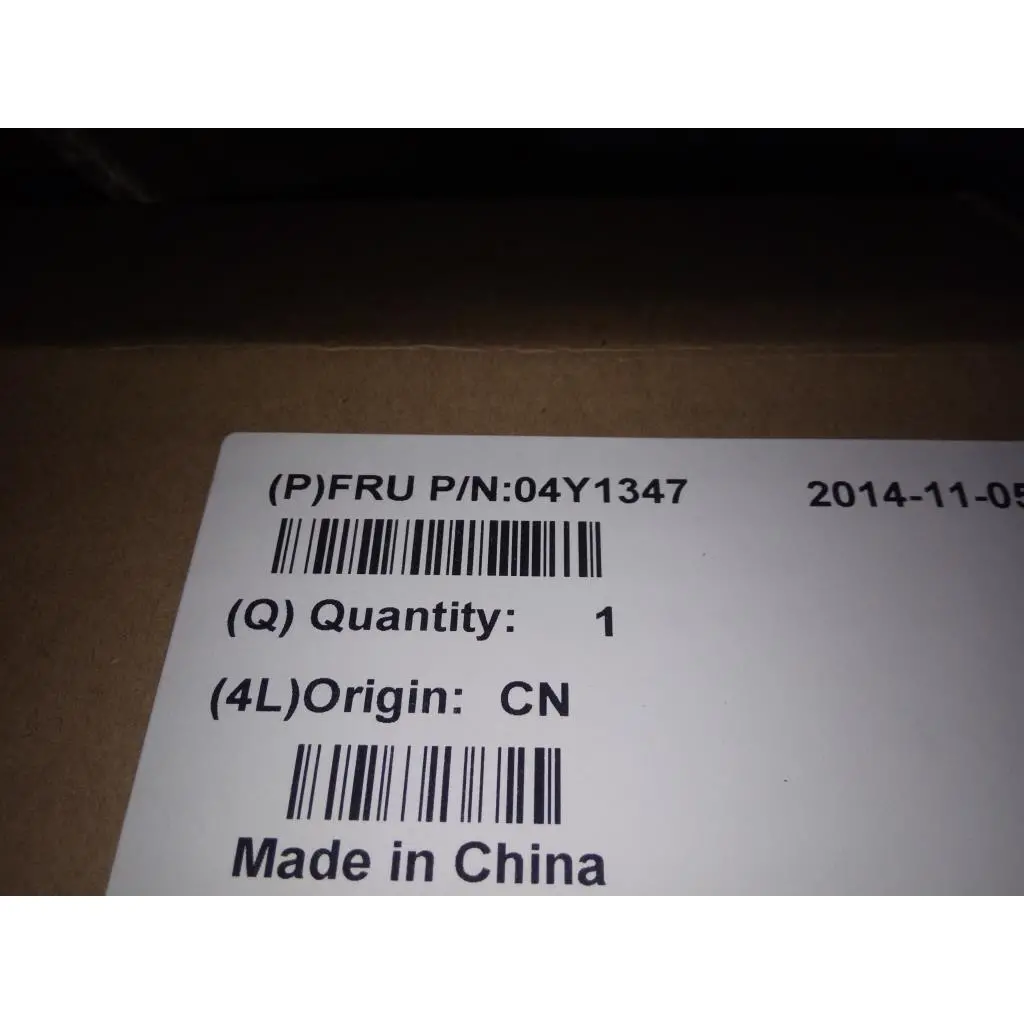 (P)FRU P/N:04Y1347 2014-11-05
(Q) Quantity: 1
(4L)Origin: CN
Made in China